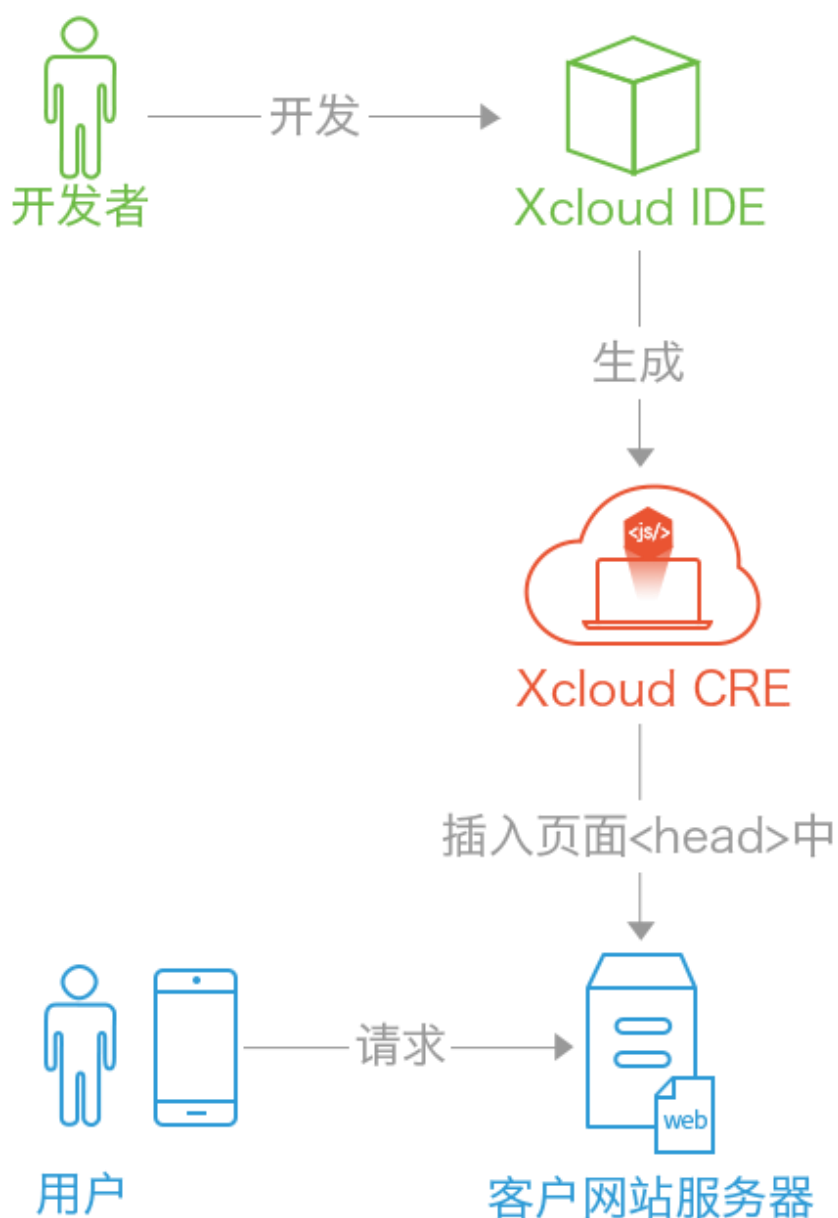 开发
开发者
Xcloud IDE
生成
<js/>
Xcloud CRE
插入页面<head>中
请求
web
用户
客户网站服务器